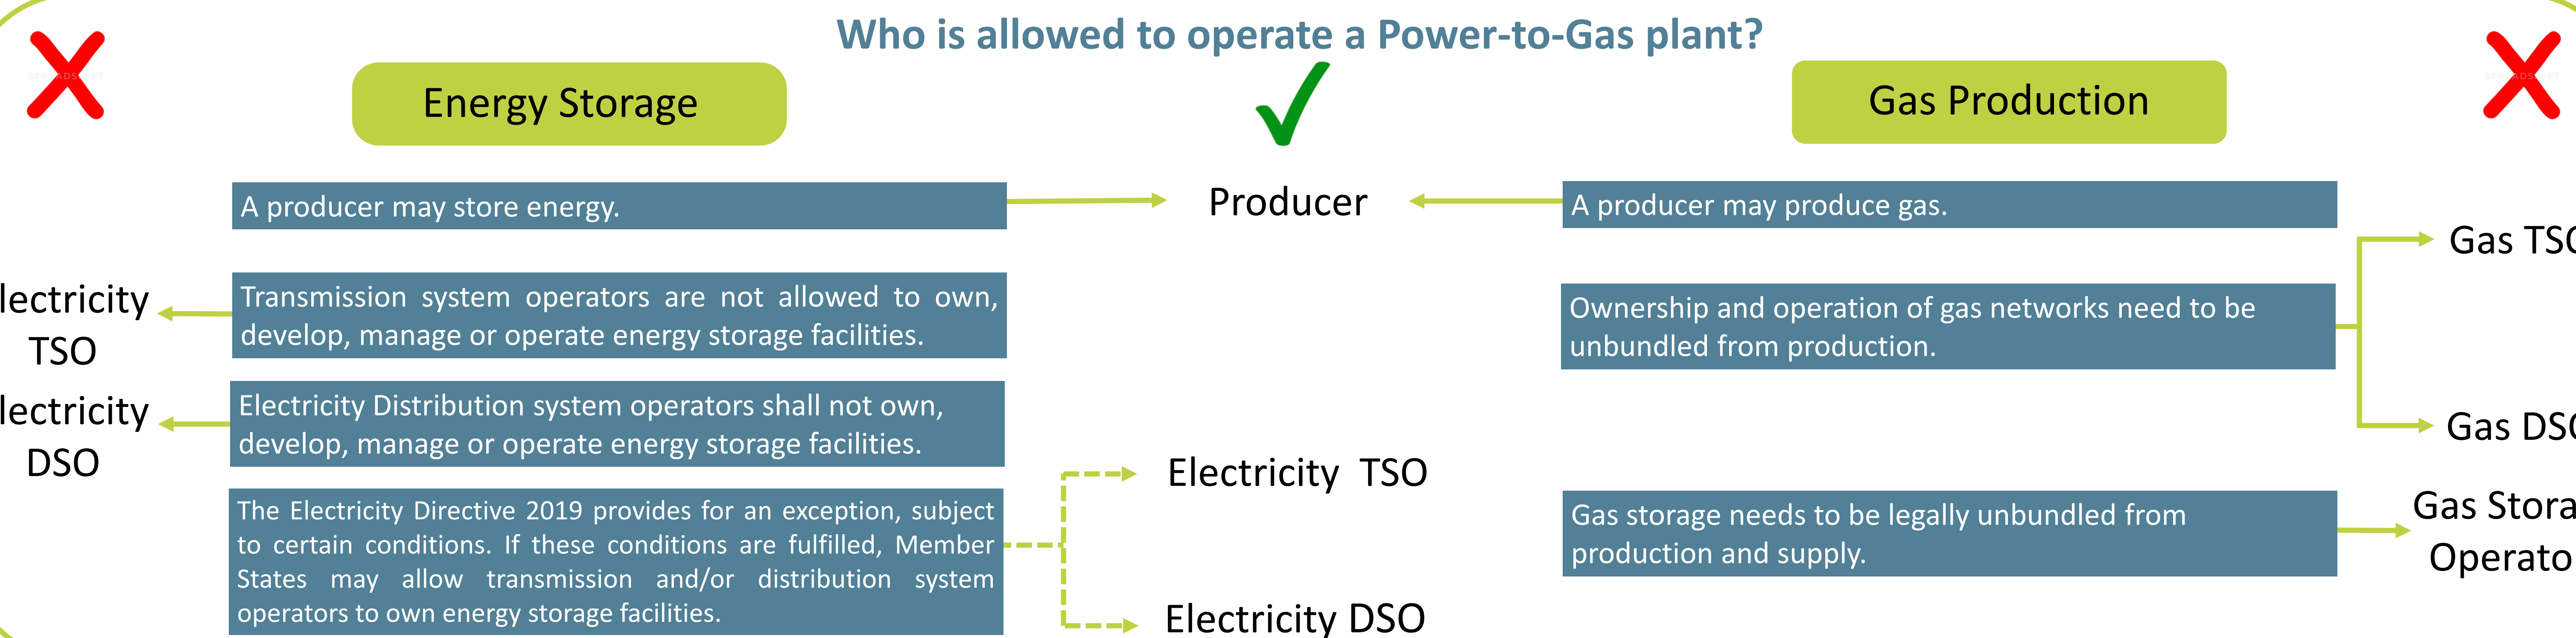 Who is allowed to operate a Power-to-Gas plant?
Energy Storage
Gas Production
A producer may store energy.
Producer
A producer may produce gas.
Gas TSO
lectricity
TSO
Transmission system operators are not allowed to own,
develop, manage or operate energy storage facilities.
Ownership and operation of gas networks need to be
unbundled from production.
lectricity
DSO
Electricity Distribution system operators shall not own,
develop, manage or operate energy storage facilities.
Gas DSO
The Electricity Directive 2019 provides for an exception, subject
to certain conditions. If these conditions are fulfilled, Member
States may allow transmission and/or distribution system
operators to own energy storage facilities.
Electricity TSO
Electricity DSO
Gas storage needs to be legally unbundled from
production and supply.
Gas Stora
Operato